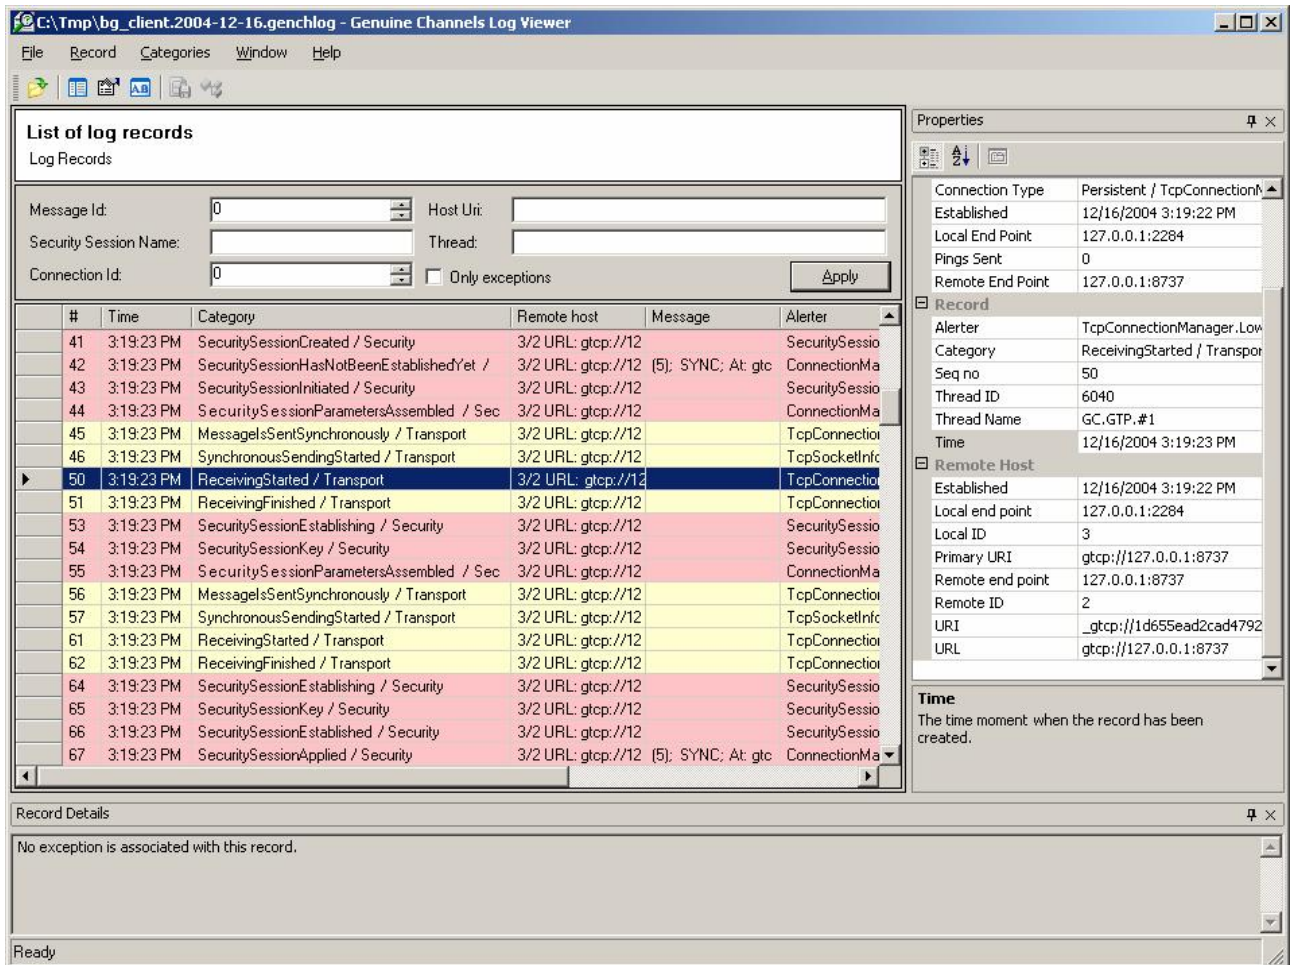 C:\Tmp\bg_client.2004-12-16.genchlog - Genuine Channels Log Viewer
File Record Categories Window Help
List of log records
Log Records
Message Id: 0 Host Uri:
Security Session Name: Thread:
Connection Id: 0 Only exceptions Apply
# Time Category Remote host Message Alerter
41 3:19:23 PM SecuritySessionCreated / Security 3/2 URL: gtcp://12 SecuritySessio
42 3:19:23 PM SecuritySessionHasNotBeenEstablishedYet / 3/2 URL: gtcp://12 (5); SYNC; At: gtc ConnectionMa
43 3:19:23 PM SecuritySessionInitiated / Security 3/2 URL: gtcp://12 SecuritySessio
44 3:19:23 PM SecuritySessionParametersAssembled / Sec 3/2 URL: gtcp://12 ConnectionMa
45 3:19:23 PM MessageIsSentSynchronously / Transport 3/2 URL: gtcp://12 TcpConnection
46 3:19:23 PM SynchronousSendingStarted / Transport 3/2 URL: gtcp://12 TcpSocketInfo
50 3:19:23 PM ReceivingStarted / Transport 3/2 URL: gtcp://12 TcpConnection
51 3:19:23 PM ReceivingFinished / Transport 3/2 URL: gtcp://12 TcpConnection
53 3:19:23 PM SecuritySessionEstablishing / Security 3/2 URL: gtcp://12 SecuritySessio
54 3:19:23 PM SecuritySessionKey / Security 3/2 URL: gtcp://12 SecuritySessio
55 3:19:23 PM SecuritySessionParametersAssembled / Sec 3/2 URL: gtcp://12 ConnectionMa
56 3:19:23 PM MessageIsSentSynchronously / Transport 3/2 URL: gtcp://12 TcpConnection
57 3:19:23 PM SynchronousSendingStarted / Transport 3/2 URL: gtcp://12 TcpSocketInfo
61 3:19:23 PM ReceivingStarted / Transport 3/2 URL: gtcp://12 TcpConnection
62 3:19:23 PM ReceivingFinished / Transport 3/2 URL: gtcp://12 TcpConnection
64 3:19:23 PM SecuritySessionEstablishing / Security 3/2 URL: gtcp://12 SecuritySessio
65 3:19:23 PM SecuritySessionKey / Security 3/2 URL: gtcp://12 SecuritySessio
66 3:19:23 PM SecuritySessionEstablished / Security 3/2 URL: gtcp://12 SecuritySessio
67 3:19:23 PM SecuritySessionApplied / Security 3/2 URL: gtcp://12 (5); SYNC; At: gtc ConnectionMa
Properties
Connection Type Persistent / TcpConnectionM
Established 12/16/2004 3:19:22 PM
Local End Point 127.0.0.1:2284
Pings Sent 0
Remote End Point 127.0.0.1:8737
Record
Alerter TcpConnectionManager.Low
Category ReceivingStarted / Transpor
Seq no 50
Thread ID 6040
Thread Name GC.GTP.#1
Time 12/16/2004 3:19:23 PM
Remote Host
Established 12/16/2004 3:19:22 PM
Local end point 127.0.0.1:2284
Local ID 3
Primary URI gtcp://127.0.0.1:8737
Remote end point 127.0.0.1:8737
Remote ID 2
URI _gtcp://1d655ead2cad4792
URL gtcp://127.0.0.1:8737
Time
The time moment when the record has been
created.
Record Details
No exception is associated with this record.
Ready